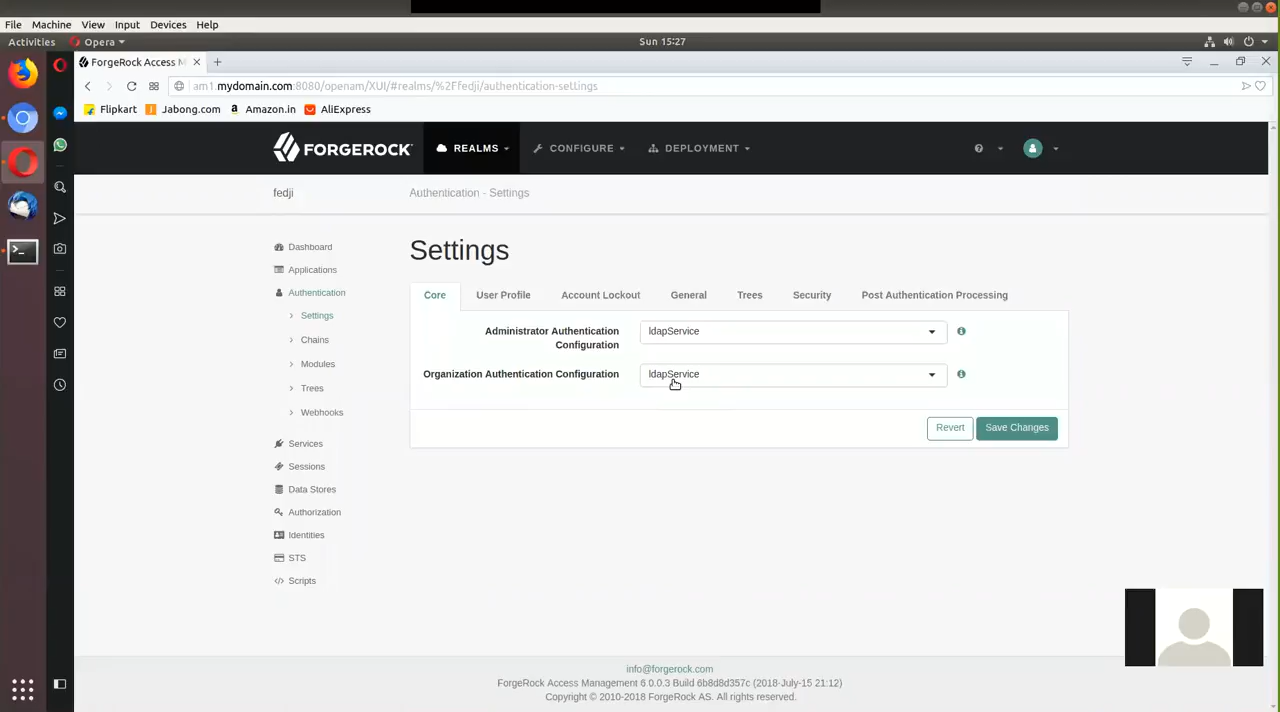 File Machine View Input Devices Help
Activities Opera Sun 15:27
ForgeRock Access M
am1.mydomain.com:8080/openam/XUI/#realms/%2Ffedji/authentication-settings
Flipkart Jabong.com Amazon.in AliExpress
FORGEROCK REALMS CONFIGURE DEPLOYMENT
fedji Authentication - Settings
Settings
Dashboard
Applications
Authentication
Settings
Chains
Modules
Trees
Webhooks
Services
Sessions
Data Stores
Authorization
Identities
STS
Scripts
Core User Profile Account Lockout General Trees Security Post Authentication Processing
Administrator Authentication
Configuration
ldapService
Organization Authentication Configuration ldapService
Revert Save Changes
info@forgerock.com
ForgeRock Access Management 6.0.0.3 Build 6b8d8d357c (2018-July-15 21:12)
Copyright © 2010-2018 ForgeRock AS. All rights reserved.